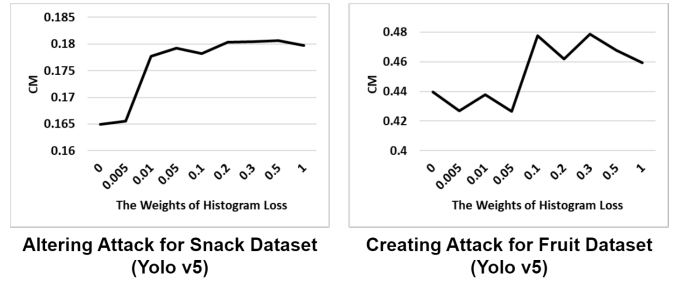 0.185
0.18
0.175
0.17
0.165
0.16
CM
0 0.005 0.01 0.05 0.1 0.2 0.3 0.5 1
The Weights of Histogram Loss
Altering Attack for Snack Dataset
(Yolo v5)
0.48
0.46
0.44
0.42
0.4
CM
0 0.005 0.01 0.05 0.1 0.2 0.3 0.5 1
The Weights of Histogram Loss
Creating Attack for Fruit Dataset
(Yolo v5)